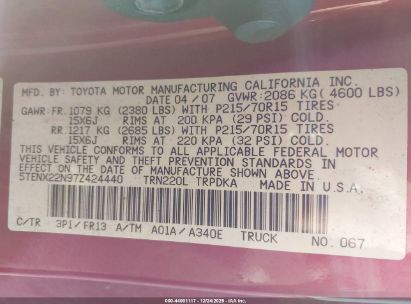 MFD. BY: TOYOTA MOTOR MANUFACTURING CALIFORNIA INC.
DATE 04 / 07 GVWR: 2086 KG ( 4600 LBS)
GAWR: FR. 1079 KG (2380 LBS) WITH P215/70R15 TIRES
15X6J RIMS AT 200 KPA (29 PSI) COLD.
RR. 1217 KG (2685 LBS) WITH P215/70R15 TIRES
15X6J RIMS AT 220 KPA (32 PSI) COLD.
THIS VEHICLE CONFORMS TO ALL APPLICABLE FEDERAL MOTOR
VEHICLE SAFETY AND THEFT PREVENTION STANDARDS IN
EFFECT ON THE DATE OF MANUFACTURE SHOWN ABOVE.
5TENX22N97Z424440 TRN220L TRPDKA MADE IN U.S.A.
C/TR 3P1/FR13 A/TM A01A/A340E TRUCK NO. 067